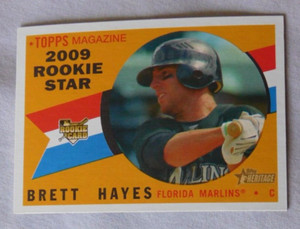 TOPPS MAGAZINE
2009
ROOKIE
STAR
ROOKIE
CARD
BRETT HAYES
FLORIDA MARLINS® • C
Topps
HERITAGE